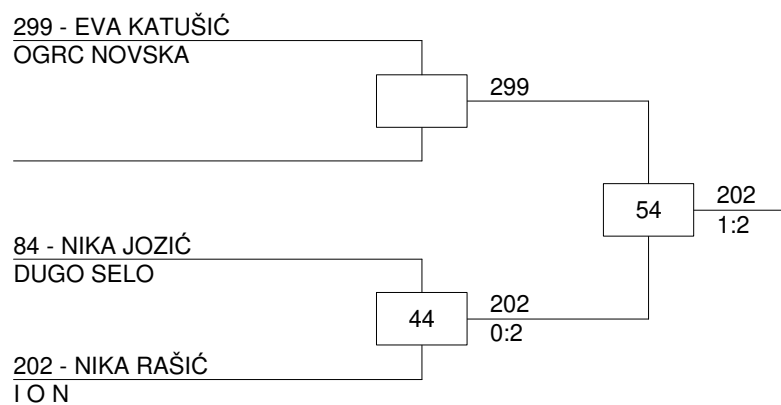 299 - EVA KATUŠIĆ
OGRC NOVSKA
299
54
202
1:2
84 - NIKA JOZIĆ
DUGO SELO
44
202
0:2
202 - NIKA RAŠIĆ
I O N